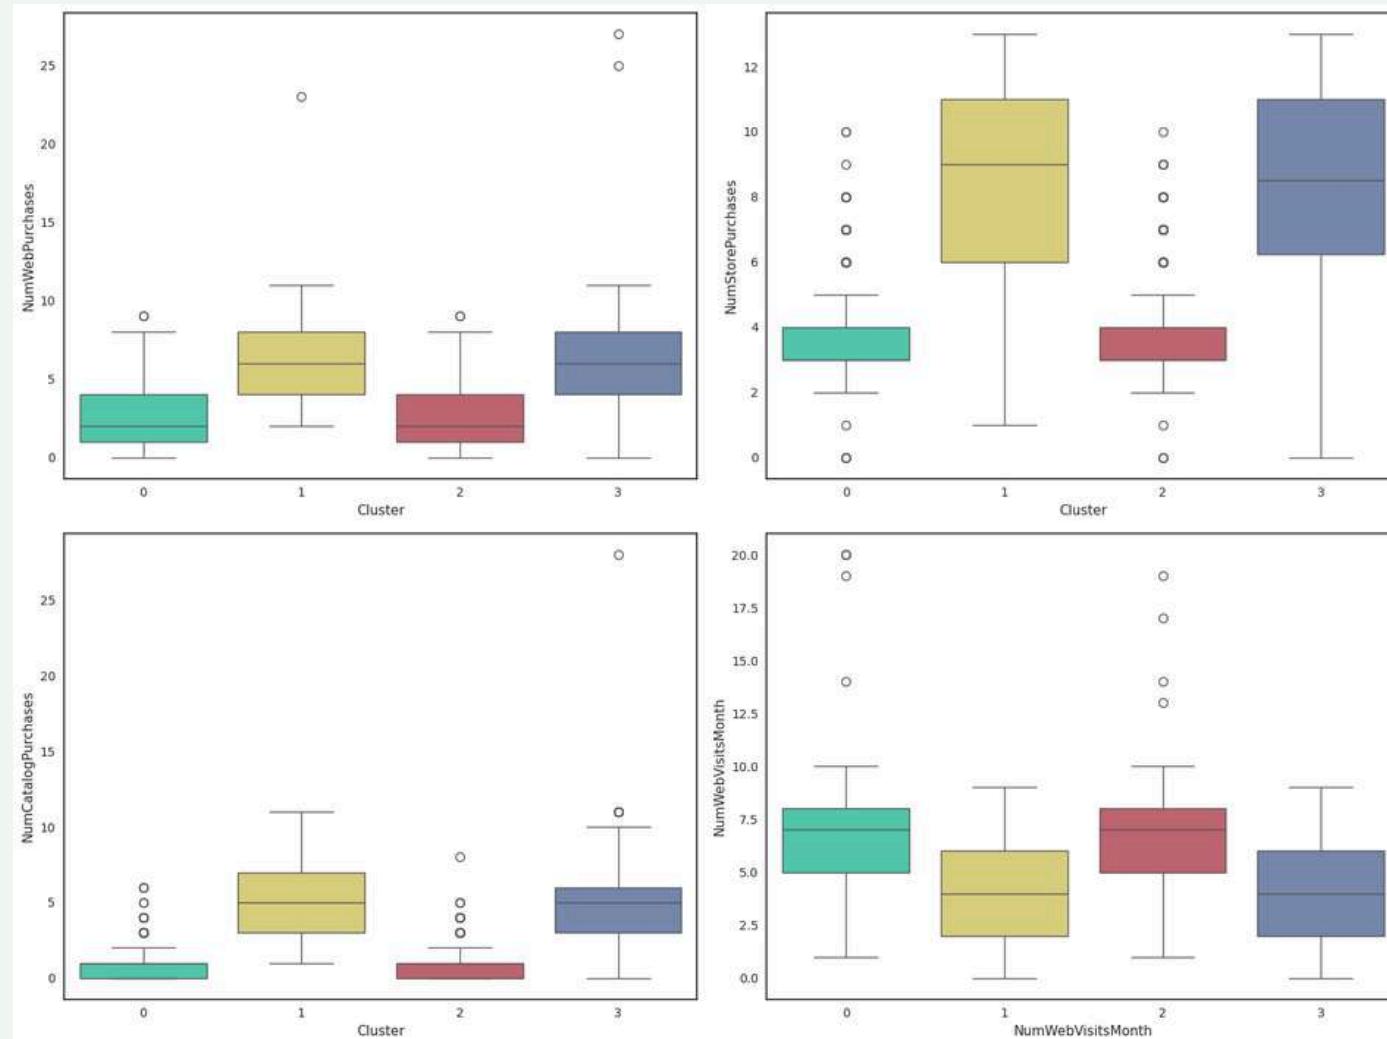 NumWebPurchases
25
20
15
10
5
0
0 1 2 3
Cluster
NumStorePurchases
12
10
8
6
4
2
0
0 1 2 3
Cluster
NumCatalogPurchases
25
20
15
10
5
0
0 1 2 3
Cluster
NumWebVisitsMonth
20.0
17.5
15.0
12.5
10.0
7.5
5.0
2.5
0.0
0 1 2 3
NumWebVisitsMonth